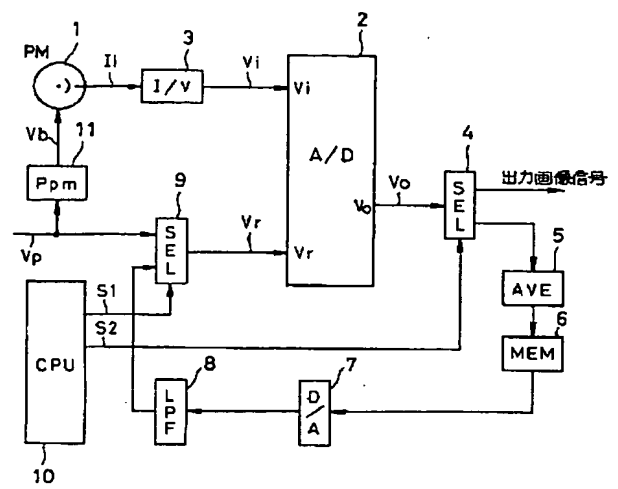 1
PM
Ii
3
I/V
Vi
2
Vi
A/D
Vo
Vr
Vb
11
Ppm
Vp
9
SEL
Vr
Vo
4
SEL
出力画像信号
5
AVE
6
MEM
S1
S2
CPU
10
8
LPF
7
D/A